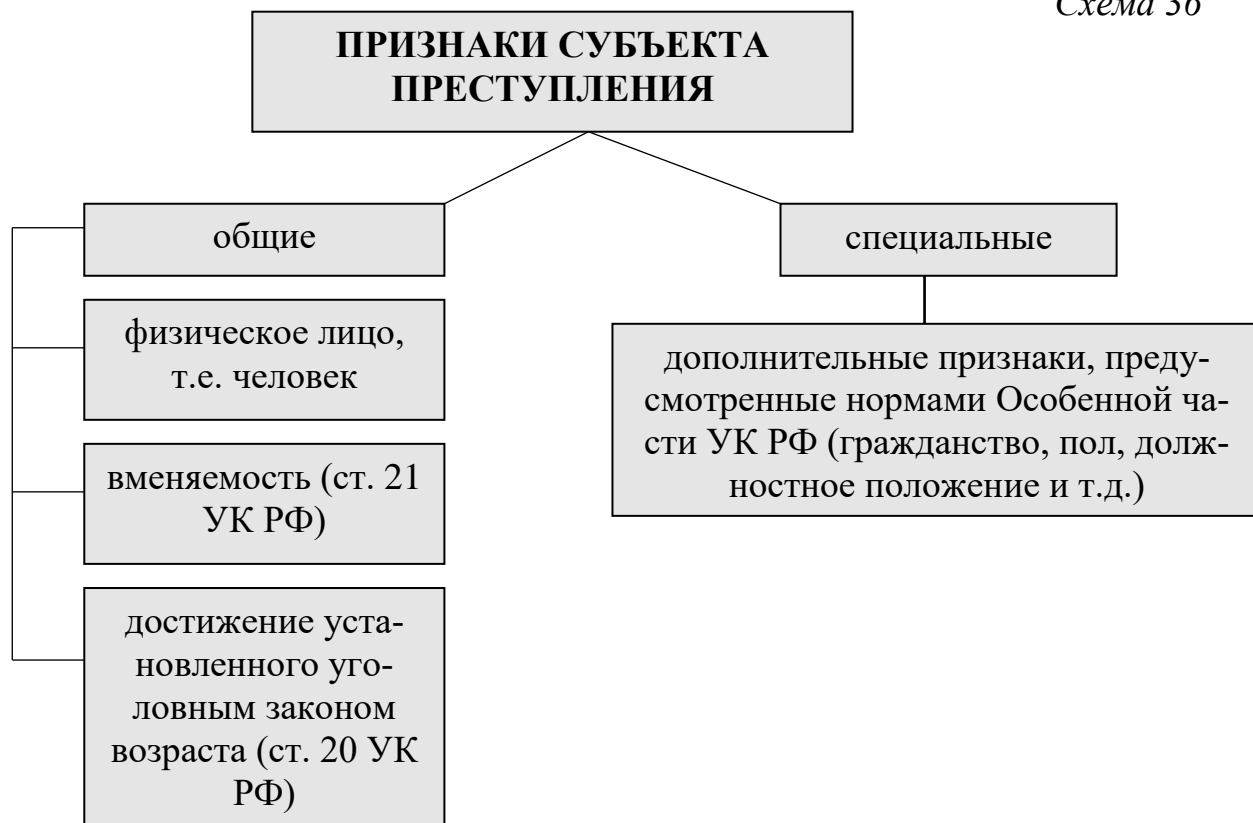 Схема 36
ПРИЗНАКИ СУБЪЕКТА
ПРЕСТУПЛЕНИЯ
общие
специальные
физическое лицо,
т.е. человек
вменяемость (ст. 21
УК РФ)
достижение уста-
новленного уго-
ловным законом
возраста (ст. 20 УК
РФ)
дополнительные признаки, преду-
смотренные нормами Особенной ча-
сти УК РФ (гражданство, пол, долж-
ностное положение и т.д.)